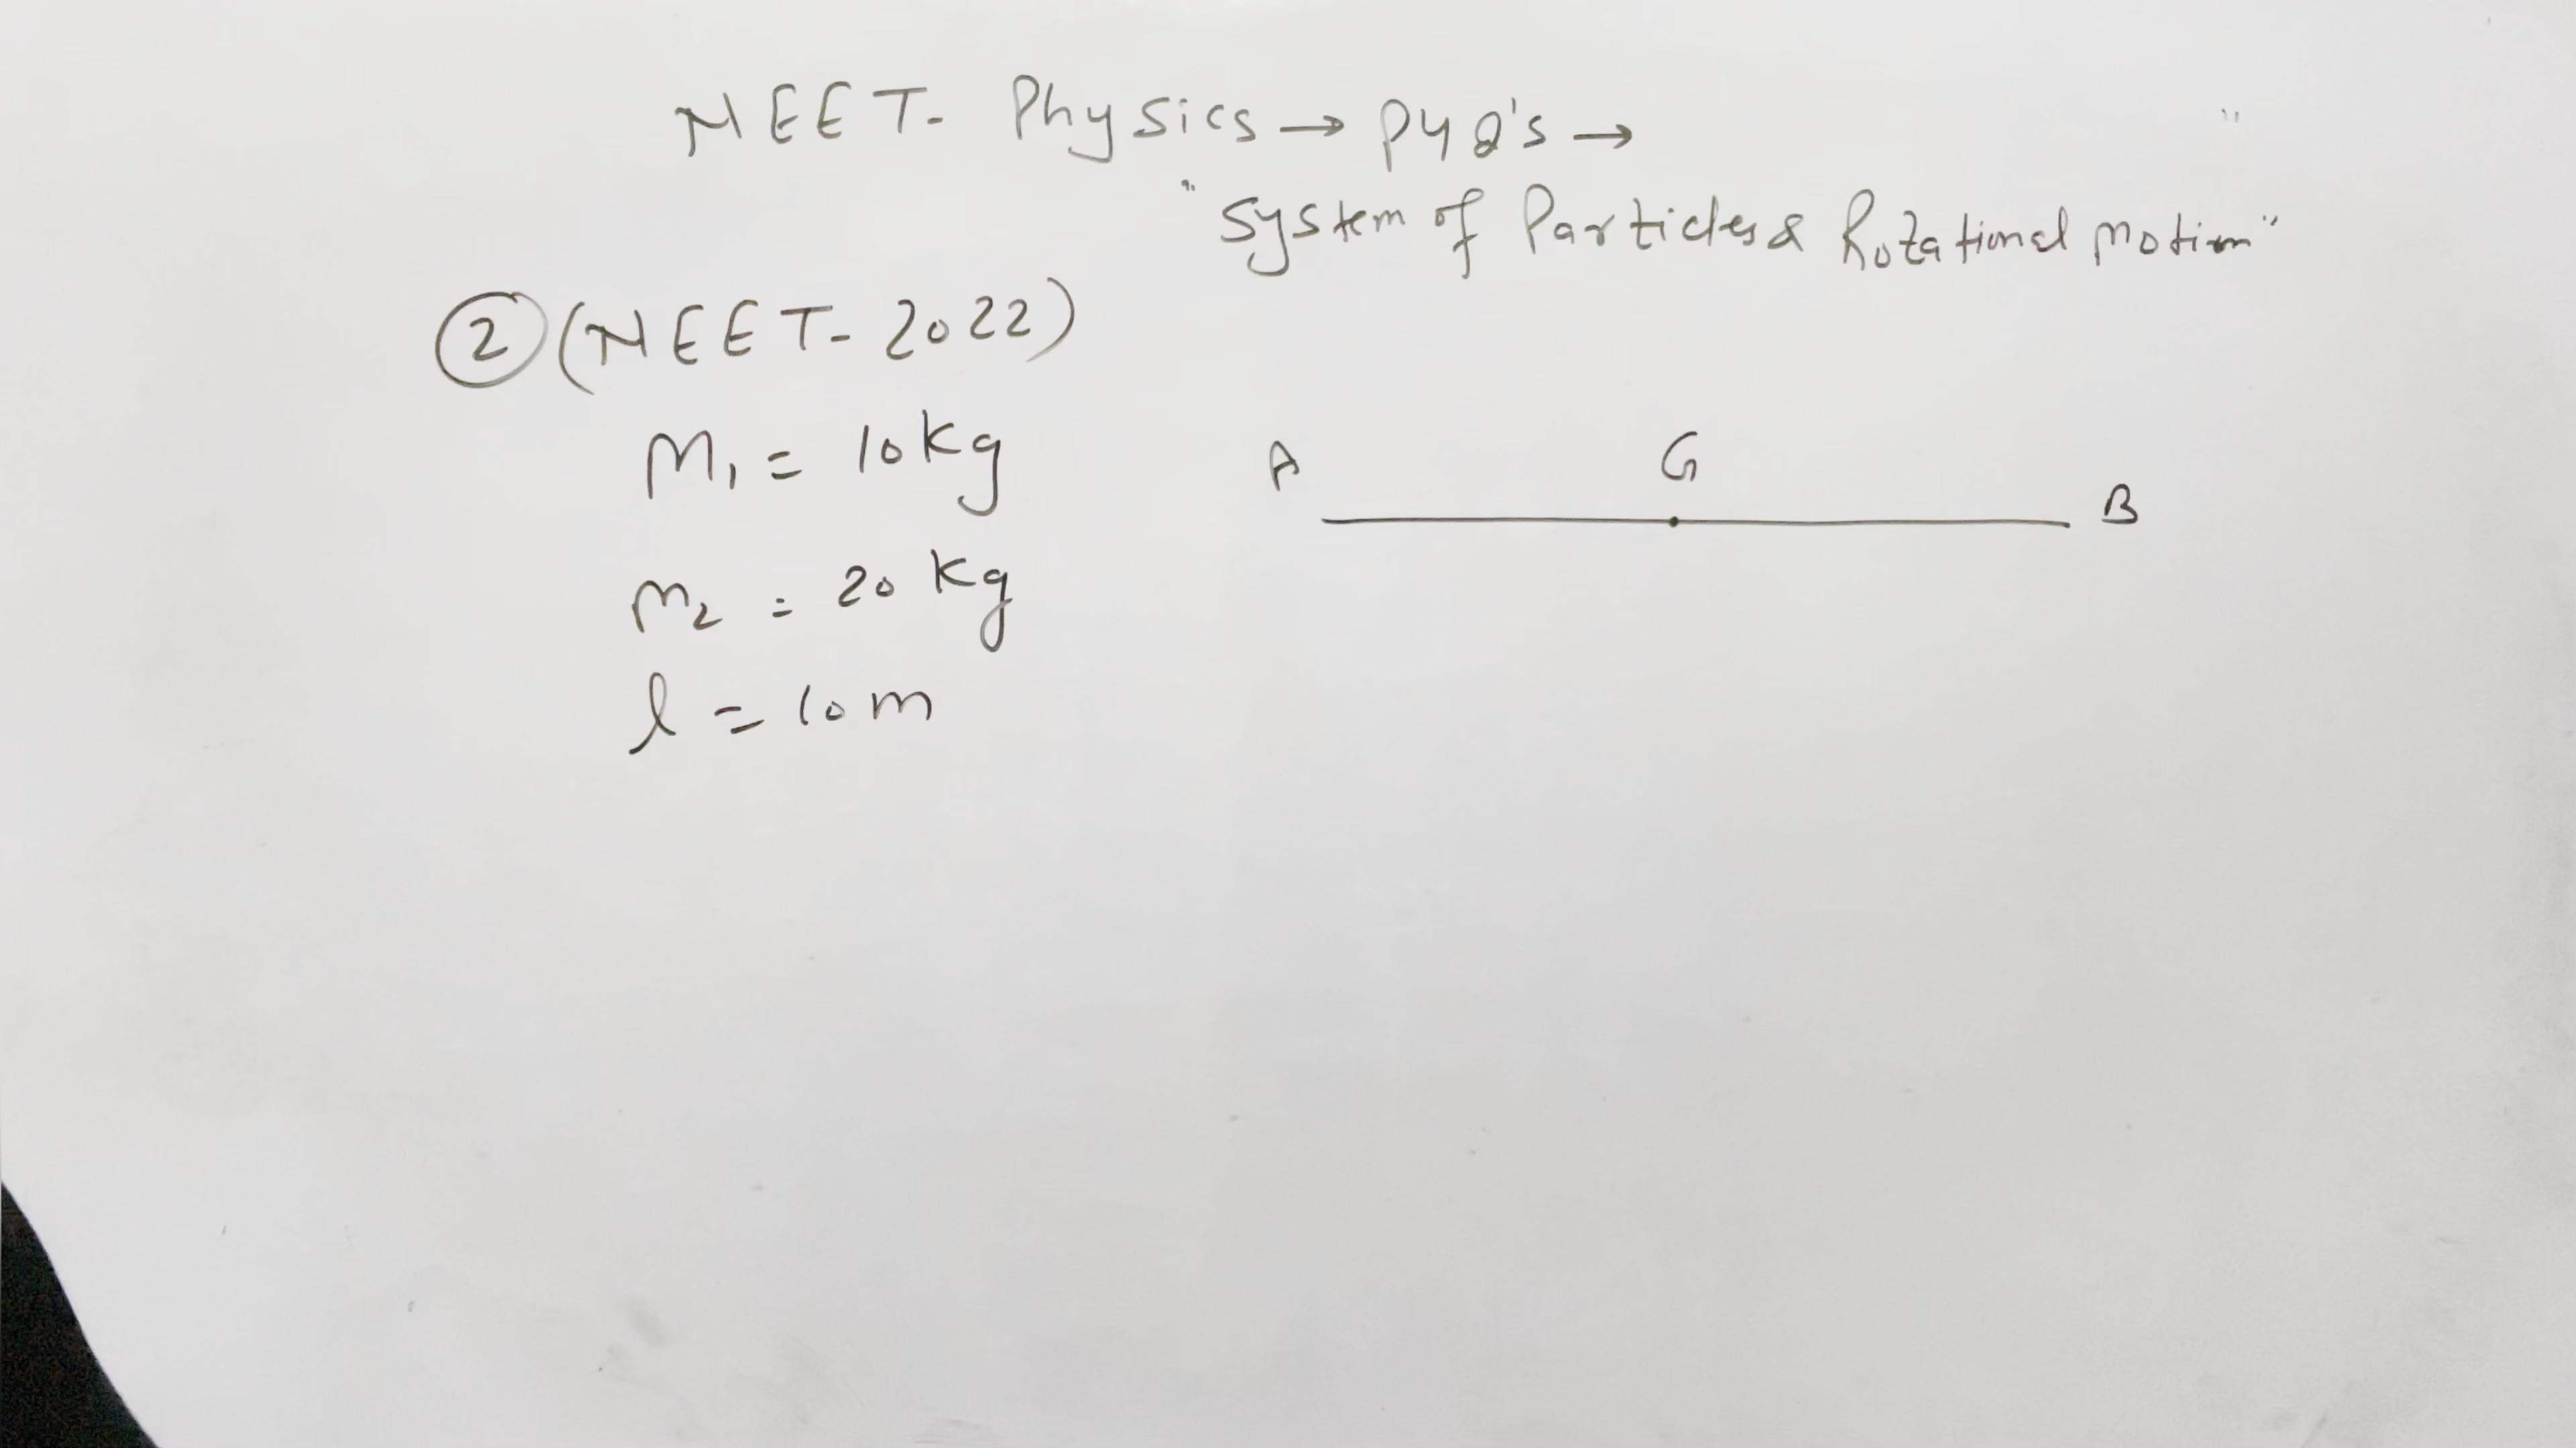 NEET- Physics → PYQ's →
"System of Particles & Rotational Motion"
② (NEET- 2022)
M₁ = 10kg
m₂ = 20 kg
l = 10m
A G B